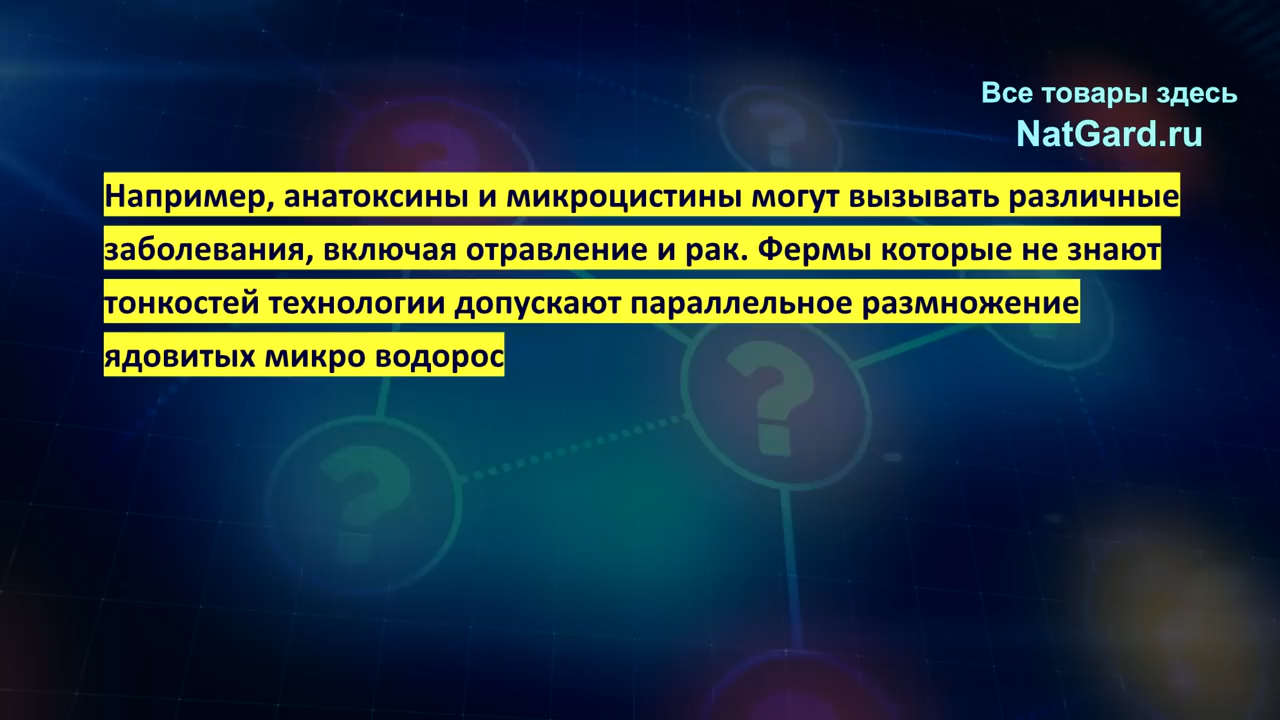 Все товары здесь
NatGard.ru
Например, анатоксины и микроцистины могут вызывать различные
заболевания, включая отравление и рак. Фермы которые не знают
тонкостей технологии допускают параллельное размножение
ядовитых микро водорос